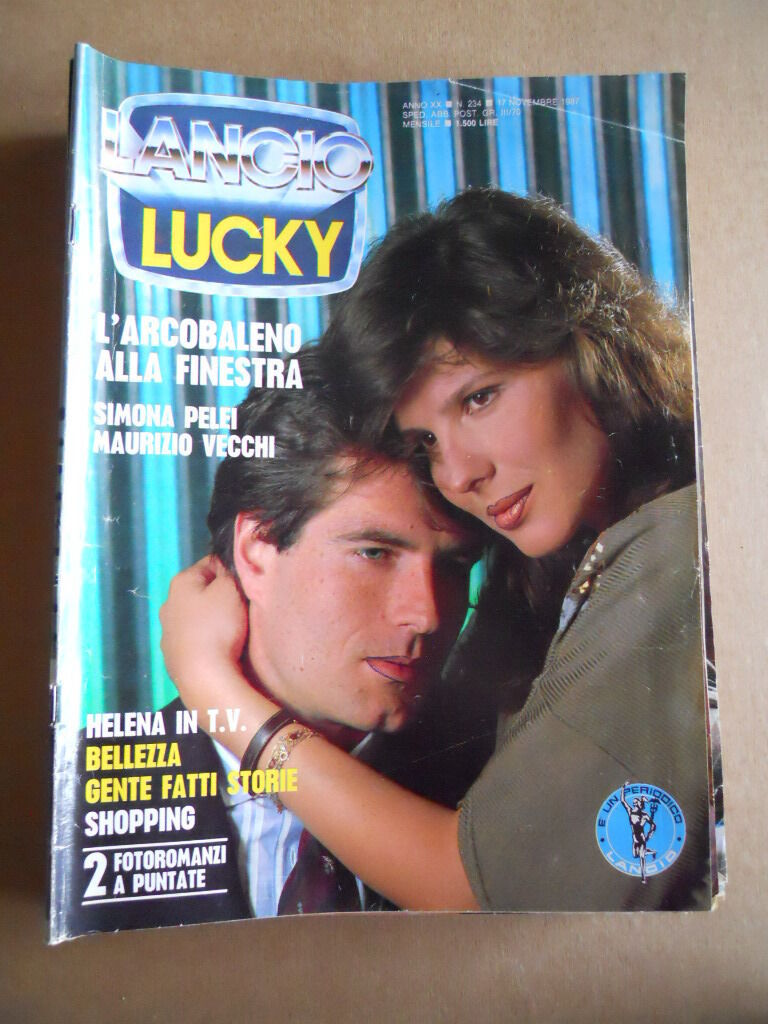 ANNO XX ■ N. 234 ■ 17 NOVEMBRE 1987
SPED. ABB. POST. GR. III/70
MENSILE ■ 1.500 LIRE
LANCIO
LUCKY
L'ARCOBALENO
ALLA FINESTRA
SIMONA PELEI
MAURIZIO VECCHI
HELENA IN T.V.
BELLEZZA
GENTE FATTI STORIE
SHOPPING
2 FOTOROMANZI
A PUNTATE
E UN PERIODICO
LANCIO